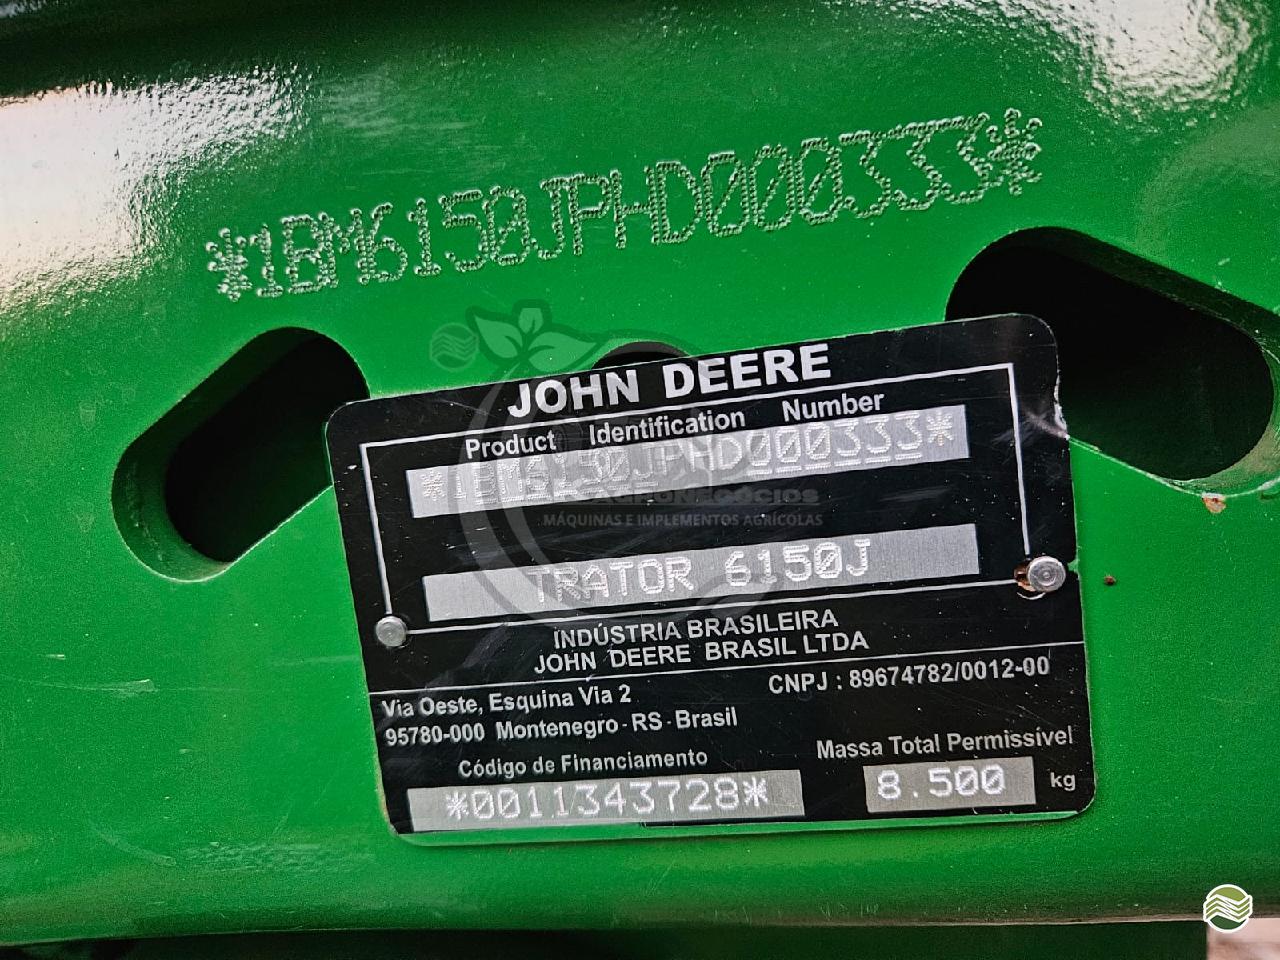 *1BM6150JPHD000333*
JOHN DEERE
Product Identification Number
*1BM6150JPHD000333*
AGRONEGÓCIOS
MÁQUINAS E IMPLEMENTOS AGRÍCOLAS
TRATOR 6150J
INDÚSTRIA BRASILEIRA
JOHN DEERE BRASIL LTDA
CNPJ : 89674782/0012-00
Via Oeste, Esquina Via 2
95780-000 Montenegro - RS - Brasil
Código de Financiamento
*0011343728*
Massa Total Permissível
8.500 kg